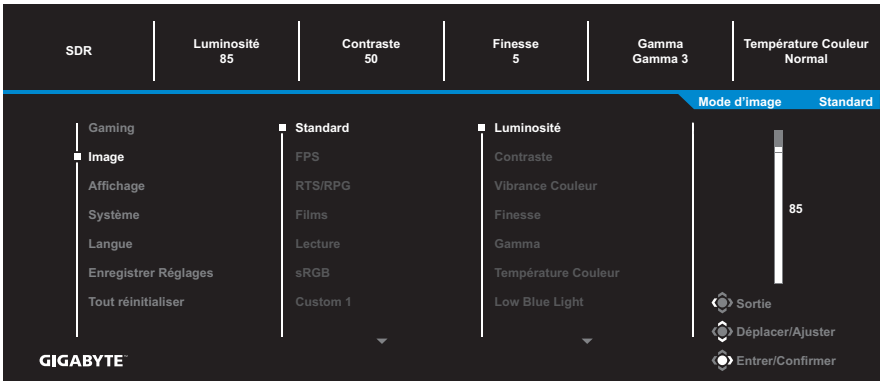 SDR
Luminosité
85
Contraste
50
Finesse
5
Gamma
Gamma 3
Température Couleur
Normal
Mode d'image Standard
Gaming
Image
Affichage
Système
Langue
Enregistrer Réglages
Tout réinitialiser
Standard
FPS
RTS/RPG
Films
Lecture
sRGB
Custom 1
Luminosité
Contraste
Vibrance Couleur
Finesse
Gamma
Température Couleur
Low Blue Light
85
Sortie
Déplacer/Ajuster
Entrer/Confirmer
GIGABYTE™